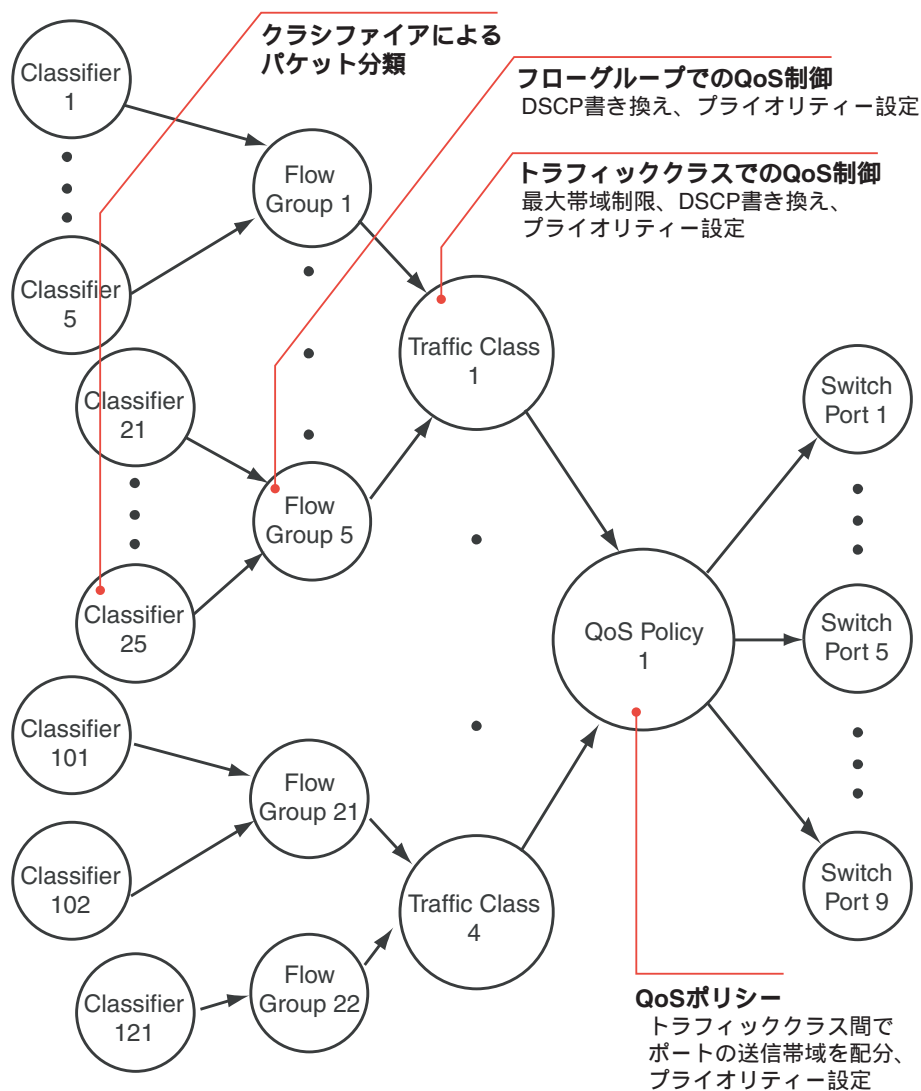 クラシファイアによる
パケット分類
フローグループでのQoS制御
DSCP書き換え、プライオリティー設定
トラフィッククラスでのQoS制御
最大帯域制限、DSCP書き換え、
プライオリティー設定
Classifier
1
Classifier
5
Classifier
21
Classifier
25
Classifier
101
Classifier
102
Classifier
121
Flow
Group 1
Flow
Group 5
Flow
Group 21
Flow
Group 22
Traffic Class
1
Traffic Class
4
QoS Policy
1
Switch
Port 1
Switch
Port 5
Switch
Port 9
QoSポリシー
トラフィッククラス間で
ポートの送信帯域を配分、
プライオリティー設定